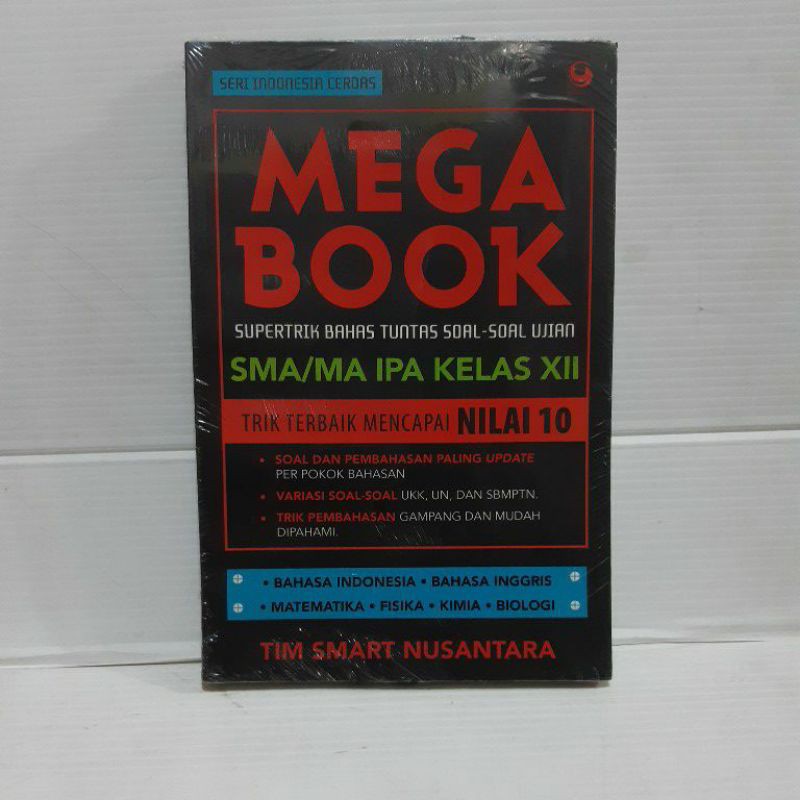 SERI INDONESIA CERDAS
MEGA
BOOK
SUPERTRIK BAHAS TUNTAS SOAL-SOAL UJIAN
SMA/MA IPA KELAS XII
TRIK TERBAIK MENCAPAI NILAI 10
• SOAL DAN PEMBAHASAN PALING UPDATE
PER POKOK BAHASAN
• VARIASI SOAL-SOAL UKK, UN, DAN SBMPTN.
• TRIK PEMBAHASAN GAMPANG DAN MUDAH
DIPAHAMI.
• BAHASA INDONESIA • BAHASA INGGRIS
• MATEMATIKA • FISIKA • KIMIA • BIOLOGI
TIM SMART NUSANTARA